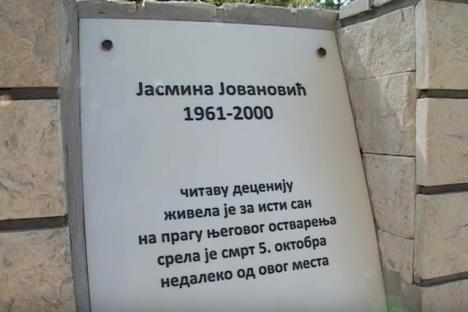 Јасмина Јовановић
1961-2000
читаву деценију
живела је за исти сан
на прагу његовог остварења
срела је смрт 5. октобра
недалеко од овог места